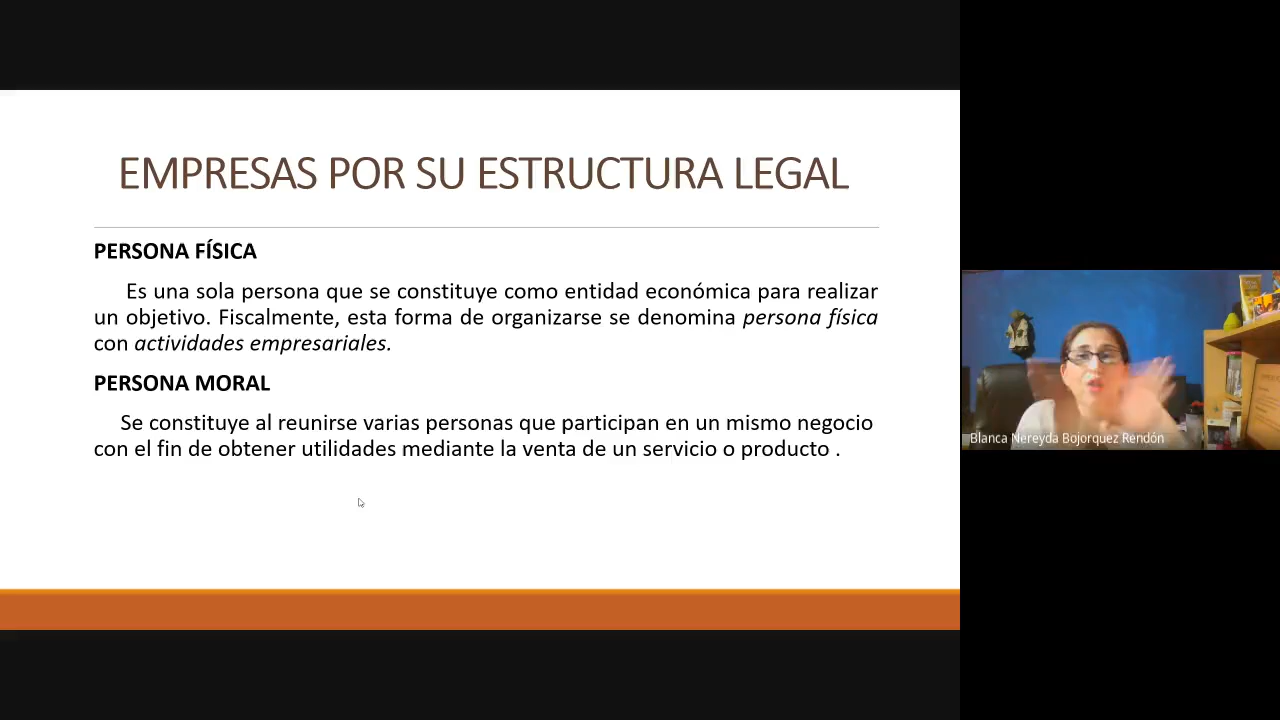 EMPRESAS POR SU ESTRUCTURA LEGAL
PERSONA FÍSICA
Es una sola persona que se constituye como entidad económica para realizar
un objetivo. Fiscalmente, esta forma de organizarse se denomina persona física
con actividades empresariales.
PERSONA MORAL
Se constituye al reunirse varias personas que participan en un mismo negocio
con el fin de obtener utilidades mediante la venta de un servicio o producto .
Blanca Nereyda Bojorquez Rendón